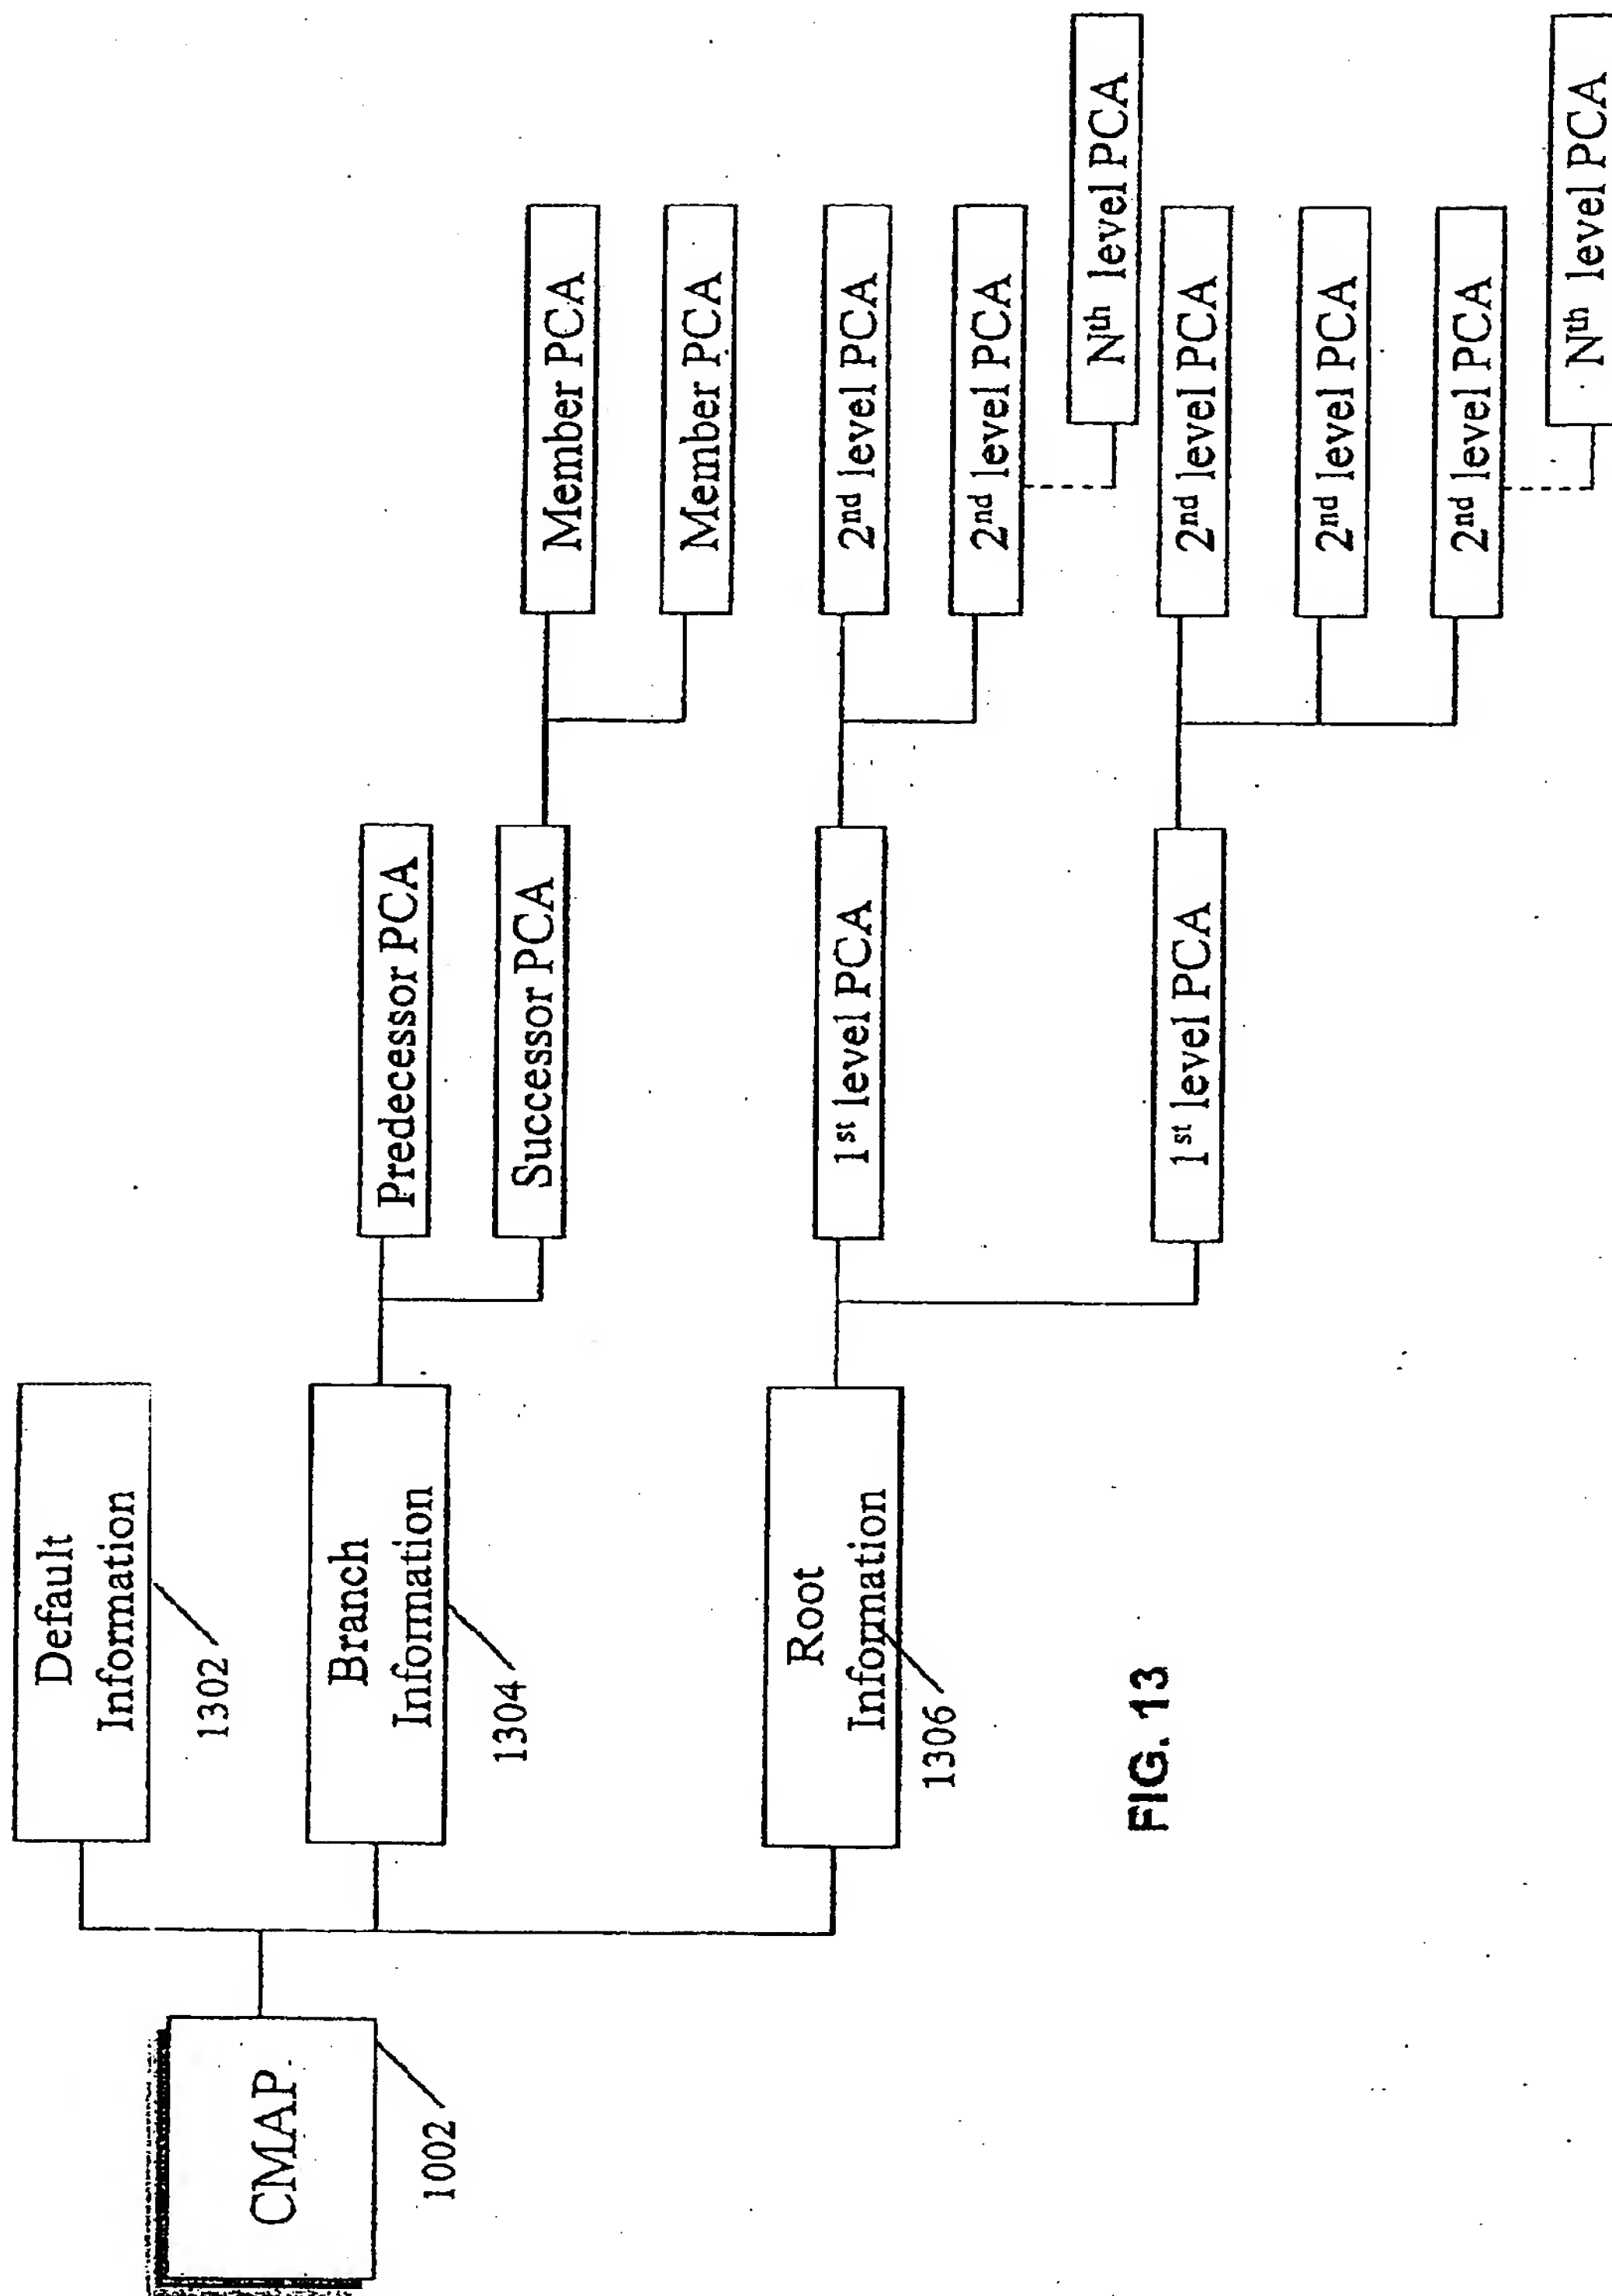 CMAP
1002
Default
Information
1302
Branch
Information
1304
Root
Information
1306
Predecessor PCA
Successor PCA
Member PCA
Member PCA
1st level PCA
2nd level PCA
2nd level PCA
Nth level PCA
1st level PCA
2nd level PCA
2nd level PCA
2nd level PCA
Nth level PCA
FIG. 13